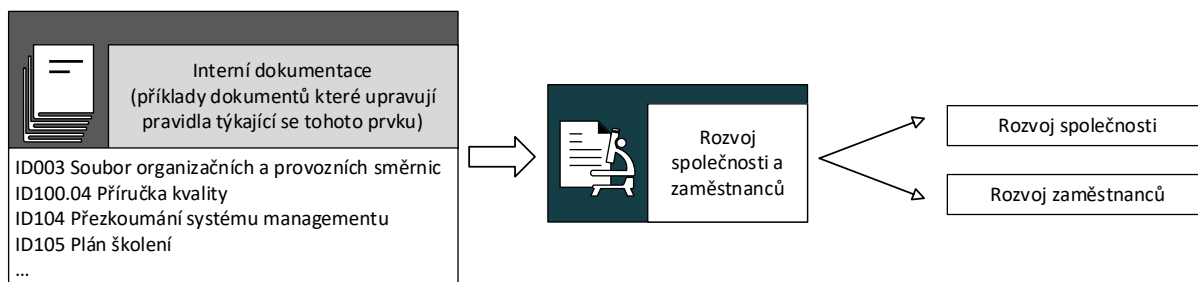 Interní dokumentace
(příklady dokumentů které upravují
pravidla týkající se tohoto prvku)
ID003 Soubor organizačních a provozních směrnic
ID100.04 Příručka kvality
ID104 Přezkoumání systému managementu
ID105 Plán školení
...
Rozvoj
společnosti a
zaměstnanců
Rozvoj společnosti
Rozvoj zaměstnanců